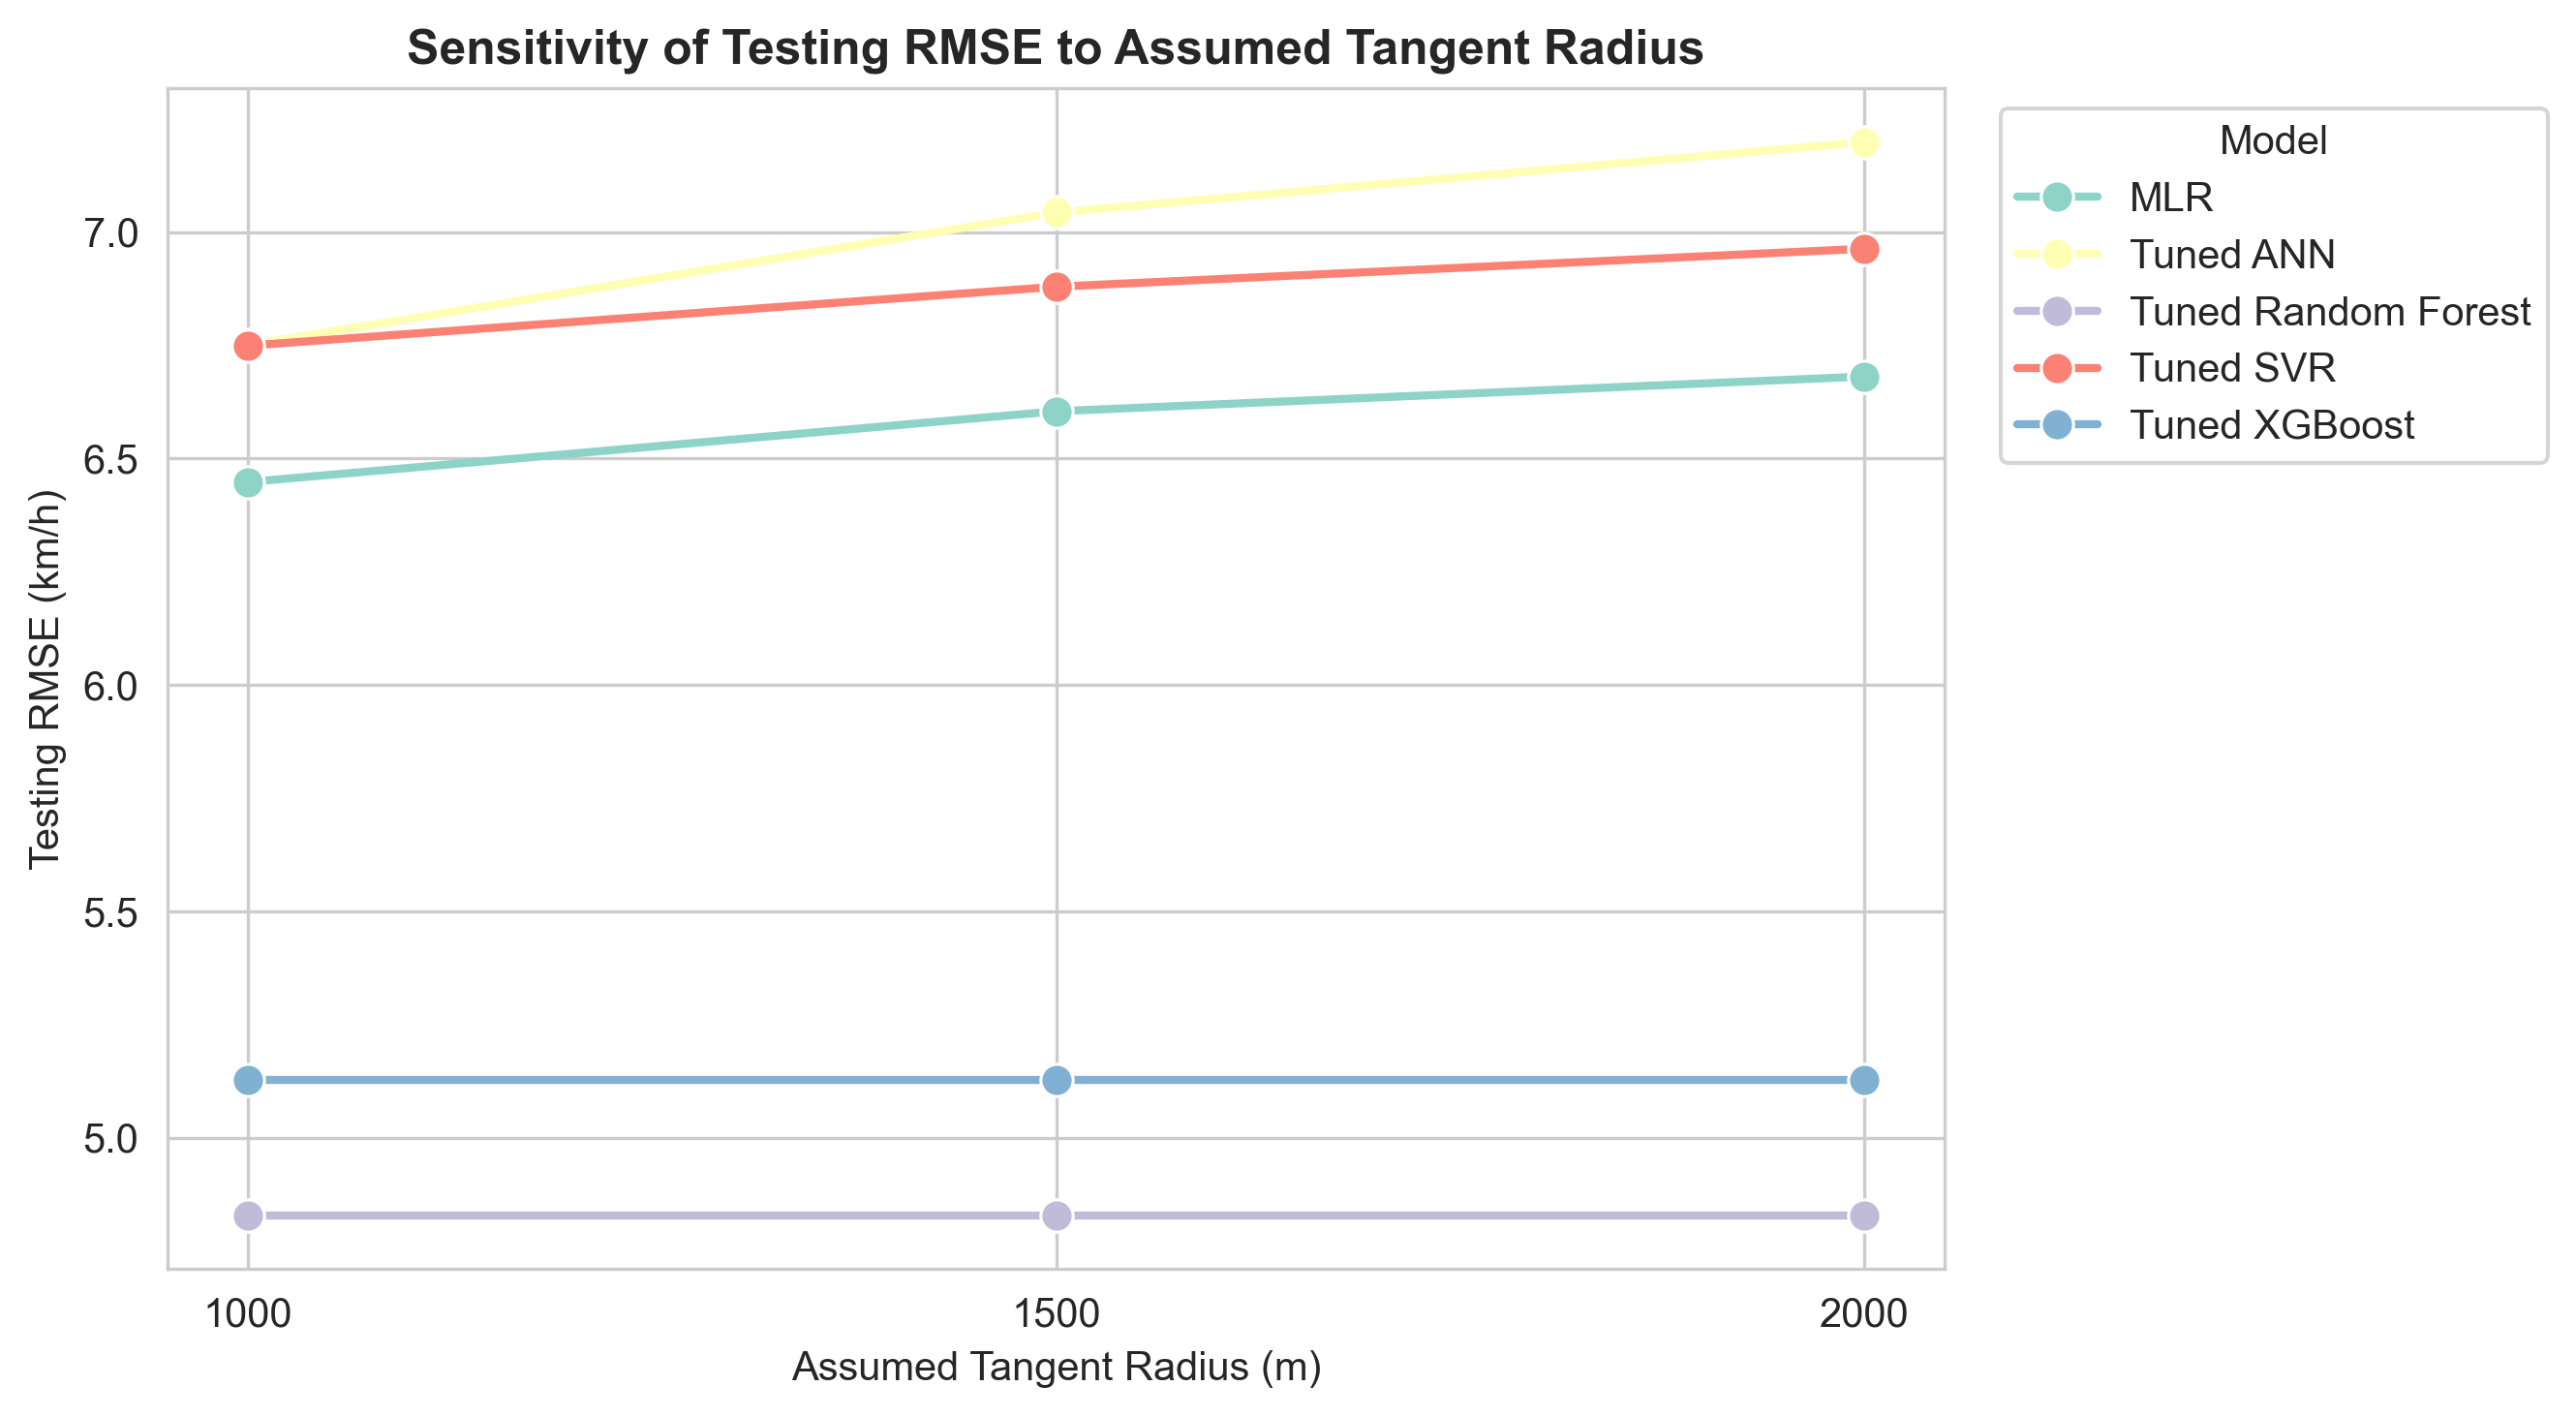 Sensitivity of Testing RMSE to Assumed Tangent Radius
Testing RMSE (km/h)
7.0
6.5
6.0
5.5
5.0
1000
1500
2000
Assumed Tangent Radius (m)
Model
MLR
Tuned ANN
Tuned Random Forest
Tuned SVR
Tuned XGBoost